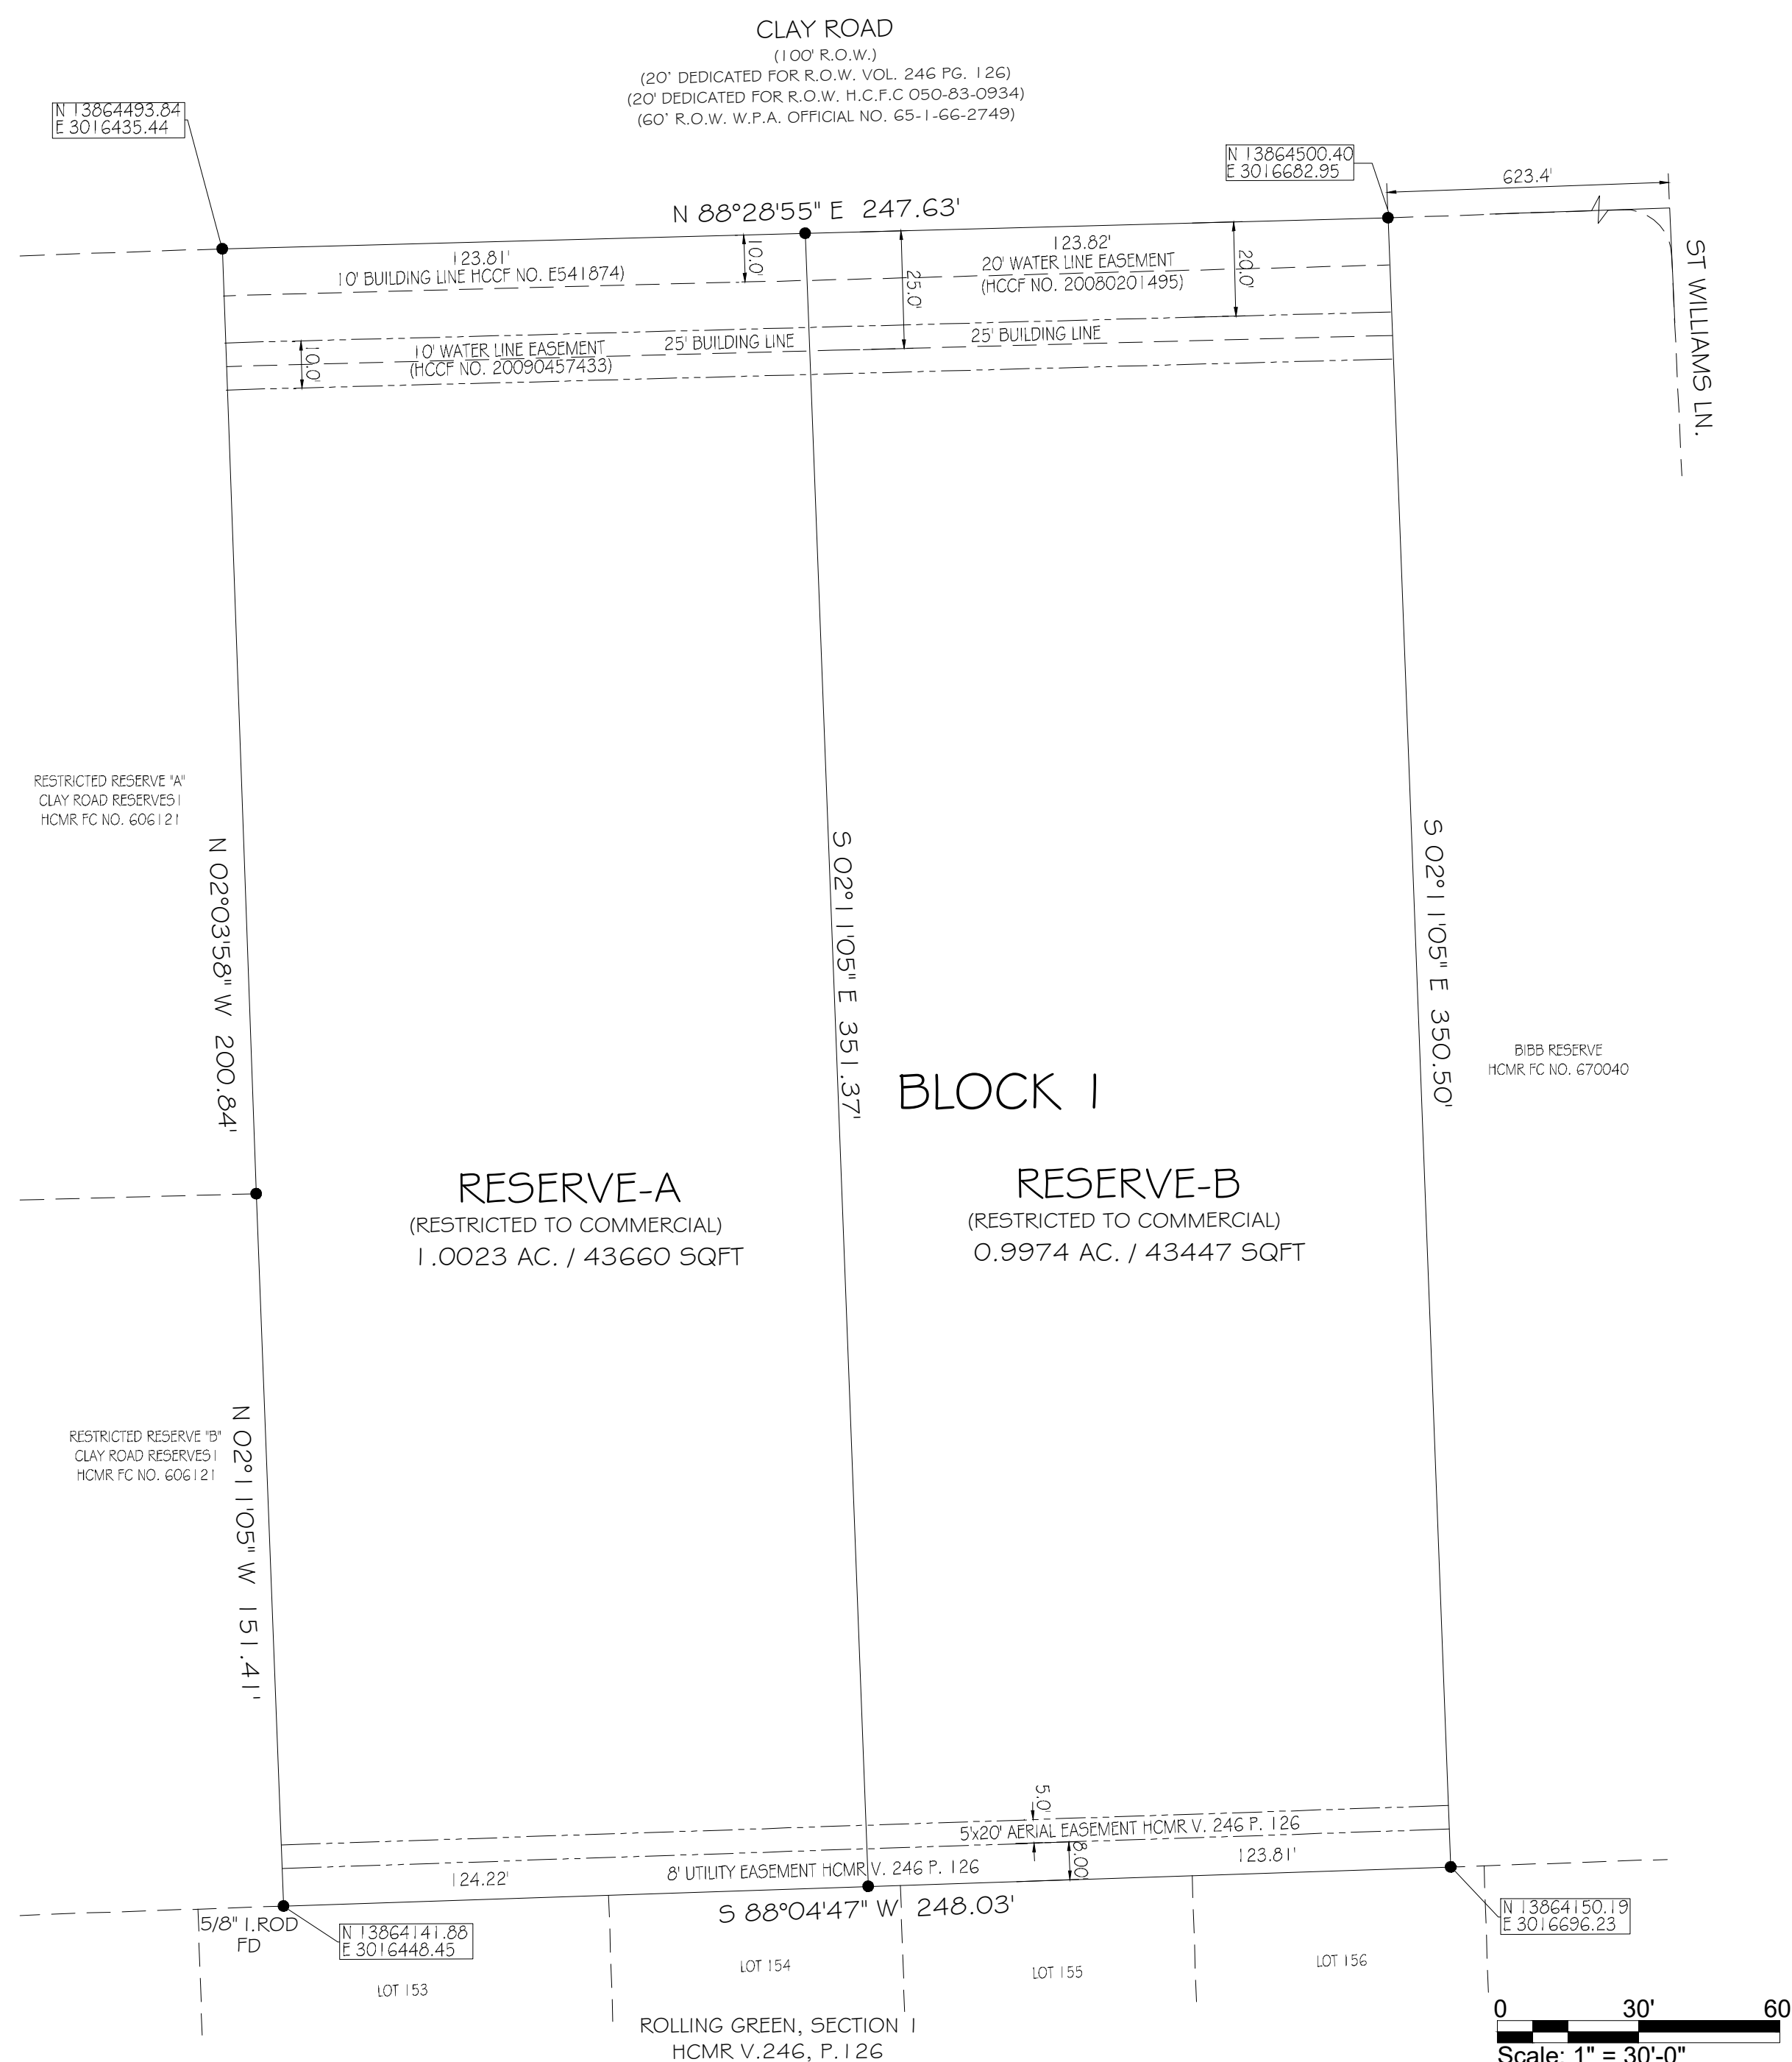 CLAY ROAD
(100' R.O.W.)
(20' DEDICATED FOR R.O.W. VOL. 246 PG. 126)
(20' DEDICATED FOR R.O.W. H.C.F.C 050-83-0934)
(60' R.O.W. W.P.A. OFFICIAL NO. 65-1-66-2749)
N 13864493.84
E 3016435.44
N 13864500.40
E 3016682.95
623.4'
N 88°28'55" E 247.63'
ST WILLIAMS LN.
123.81'
10' BUILDING LINE HCCF NO. E541874)
10.0'
123.82'
20' WATER LINE EASEMENT
(HCCF NO. 20080201495)
20.0'
25.0'
10.0'
10' WATER LINE EASEMENT
(HCCF NO. 20090457433)
25' BUILDING LINE
25' BUILDING LINE
RESTRICTED RESERVE "A"
CLAY ROAD RESERVES I
HCMR FC NO. 606121
N 02°03'58" W 200.84'
S 02°11'05" E 351.37'
S 02°11'05" E 350.50'
BIBB RESERVE
HCMR FC NO. 670040
BLOCK 1
RESERVE-A
(RESTRICTED TO COMMERCIAL)
1.0023 AC. / 43660 SQFT
RESERVE-B
(RESTRICTED TO COMMERCIAL)
0.9974 AC. / 43447 SQFT
RESTRICTED RESERVE "B"
CLAY ROAD RESERVES I
HCMR FC NO. 606121
N 02°11'05" W 151.41'
5.0'
5'x20' AERIAL EASEMENT HCMR V. 246 P. 126
8.00'
8' UTILITY EASEMENT HCMR V. 246 P. 126
124.22'
123.81'
S 88°04'47" W 248.03'
5/8" I.ROD
FD
N 13864141.88
E 3016448.45
N 13864150.19
E 3016696.23
LOT 153
LOT 154
LOT 155
LOT 156
ROLLING GREEN, SECTION 1
HCMR V.246, P.126
0 30' 60
Scale: 1" = 30'-0"